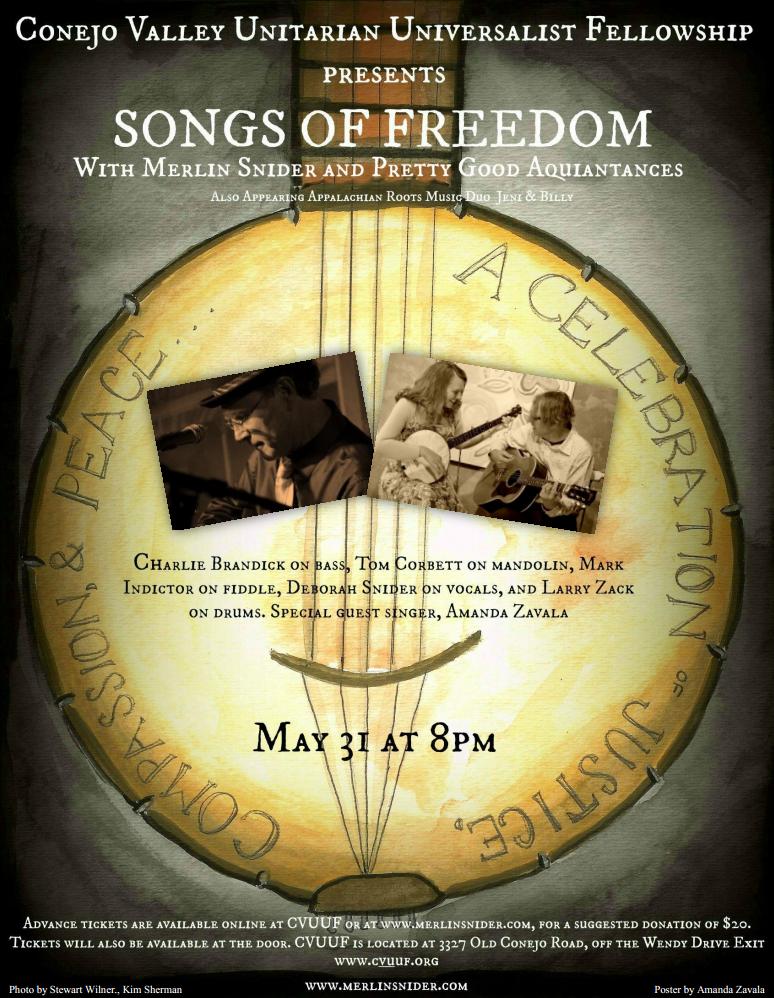 Conejo Valley Unitarian Universalist Fellowship
presents
SONGS OF FREEDOM
With Merlin Snider and Pretty Good Aquiantances
Also Appearing Appalachian Roots Music Duo Jeni & Billy
A CELEBRATION OF JUSTICE,
COMPASSION, & PEACE....
Charlie Brandick on bass, Tom Corbett on mandolin, Mark
Indictor on fiddle, Deborah Snider on vocals, and Larry Zack
on drums. Special guest singer, Amanda Zavala
May 31 at 8pm
Advance tickets are available online at CVUUF or at www.merlinsnider.com, for a suggested donation of $20.
Tickets will also be available at the door. CVUUF is located at 3327 Old Conejo Road, off the Wendy Drive Exit
www.cvuuf.org
www.merlinsnider.com
Photo by Stewart Wilner., Kim Sherman
Poster by Amanda Zavala